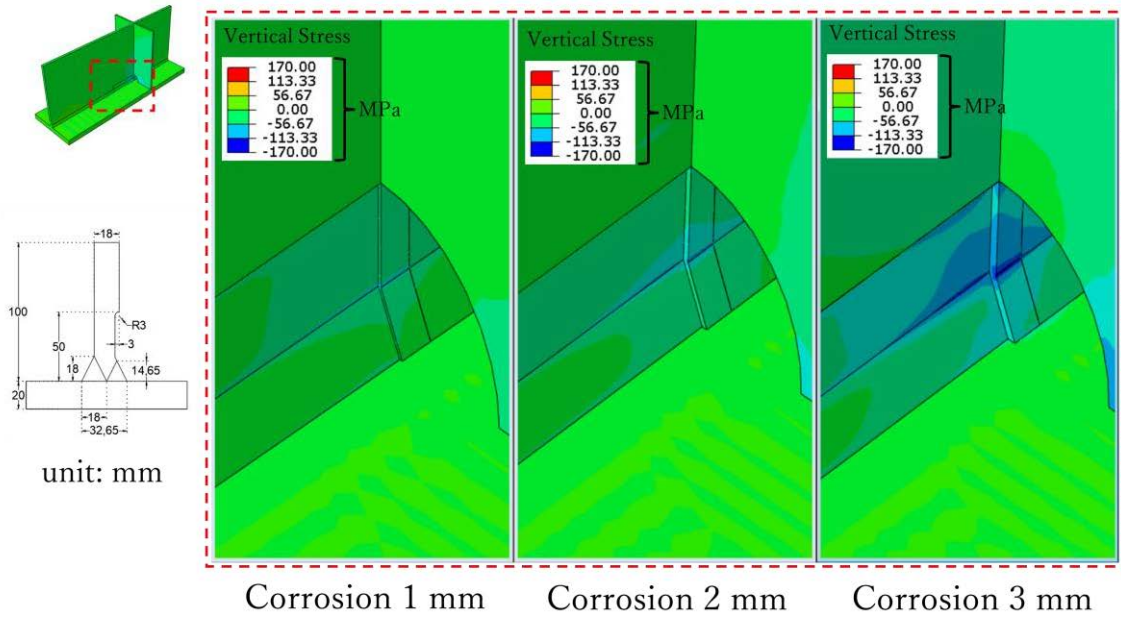 Vertical Stress
170.00
113.33
56.67
0.00
-56.67
-113.33
-170.00
MPa
Vertical Stress
170.00
113.33
56.67
0.00
-56.67
-113.33
-170.00
MPa
Vertical Stress
170.00
113.33
56.67
0.00
-56.67
-113.33
-170.00
MPa
18
100
50
R3
3
18
14,65
20
18
32,65
unit: mm
Corrosion 1 mm
Corrosion 2 mm
Corrosion 3 mm